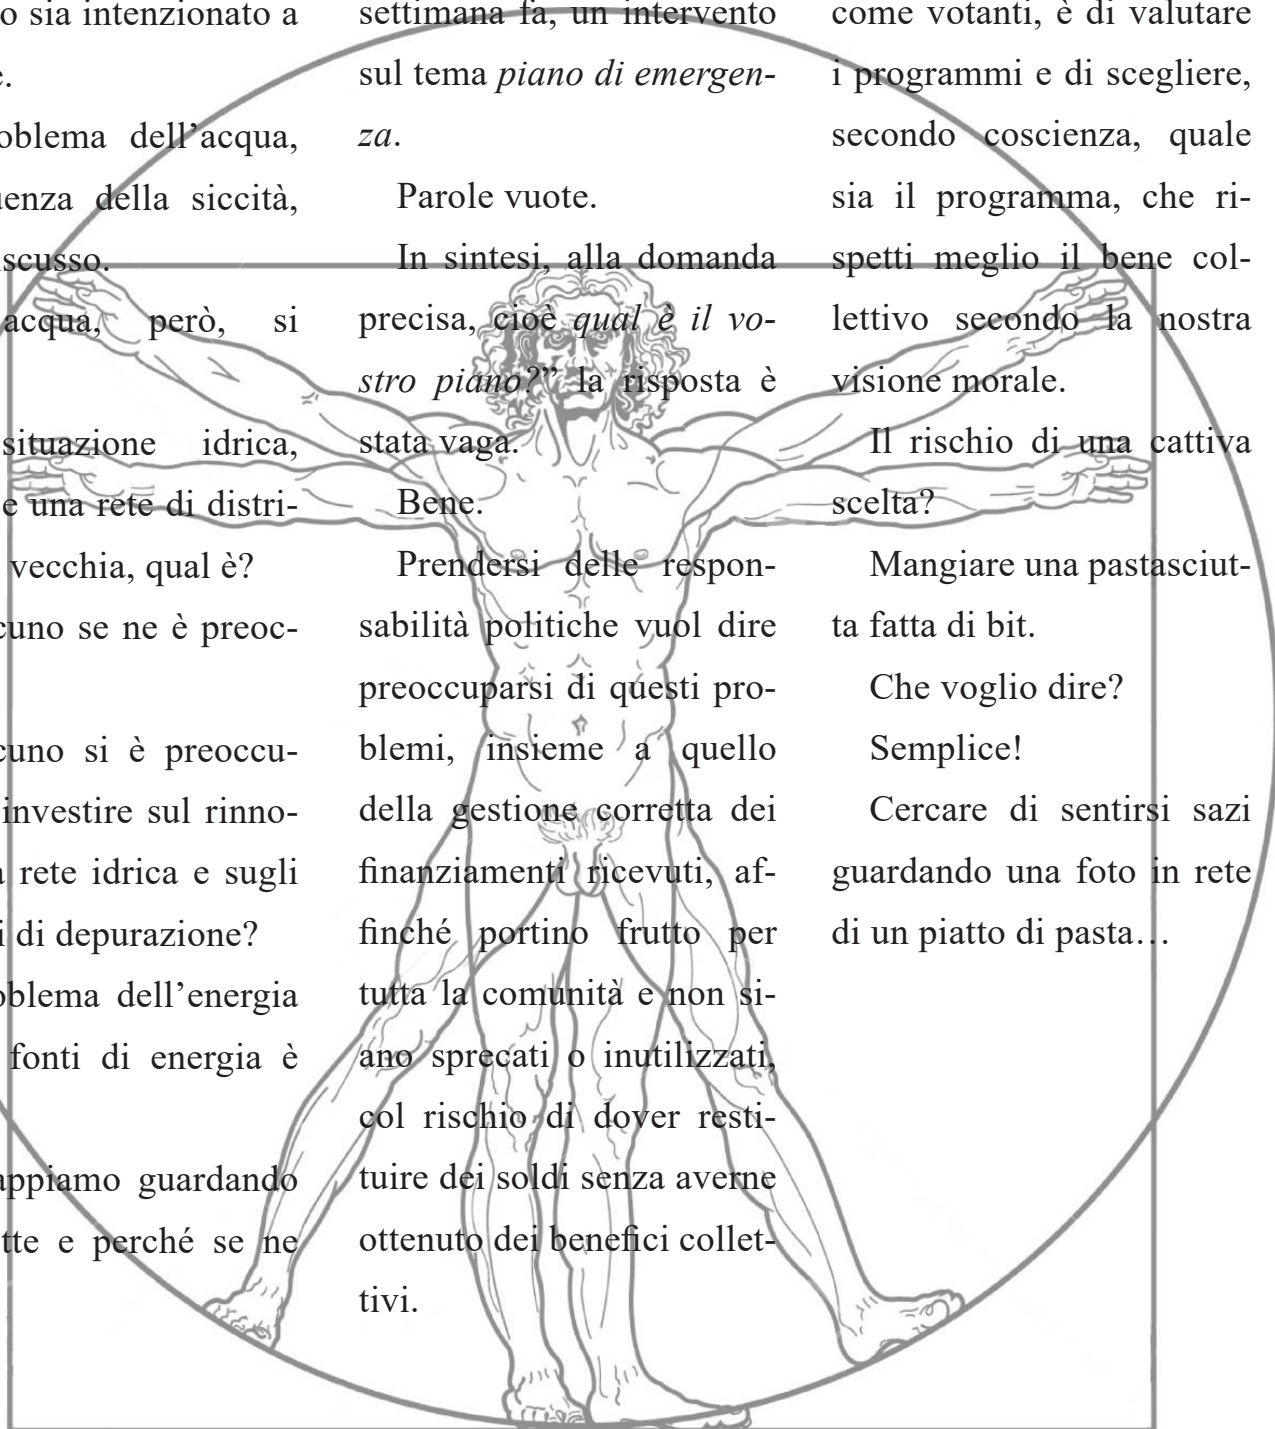 o sia intenzionato a
e.
oblema dell’acqua,
uenza della siccità,
iscusso.
acqua, però, si
situazione idrica,
e una rete di distri-
vecchia, qual è?
cuno se ne è preoc-
cuno si è preoccu-
investire sul rinno-
a rete idrica e sugli
i di depurazione?
oblema dell’energia
fonti di energia è
appiamo guardando
tte e perché se ne
settimana fa, un intervento
sul tema piano di emergen-
za.
Parole vuote.
In sintesi, alla domanda
precisa, cioè qual è il vo-
stro piano?” la risposta è
stata vaga.
Bene.
Prendersi delle respon-
sabilità politiche vuol dire
preoccuparsi di questi pro-
blemi, insieme a quello
della gestione corretta dei
finanziamenti ricevuti, af-
finché portino frutto per
tutta la comunità e non si-
ano sprecati o inutilizzati,
col rischio di dover resti-
tuire dei soldi senza averne
ottenuto dei benefici collet-
tivi.
come votanti, è di valutare
i programmi e di scegliere,
secondo coscienza, quale
sia il programma, che ri-
spetti meglio il bene col-
lettivo secondo la nostra
visione morale.
Il rischio di una cattiva
scelta?
Mangiare una pastasciut-
ta fatta di bit.
Che voglio dire?
Semplice!
Cercare di sentirsi sazi
guardando una foto in rete
di un piatto di pasta…